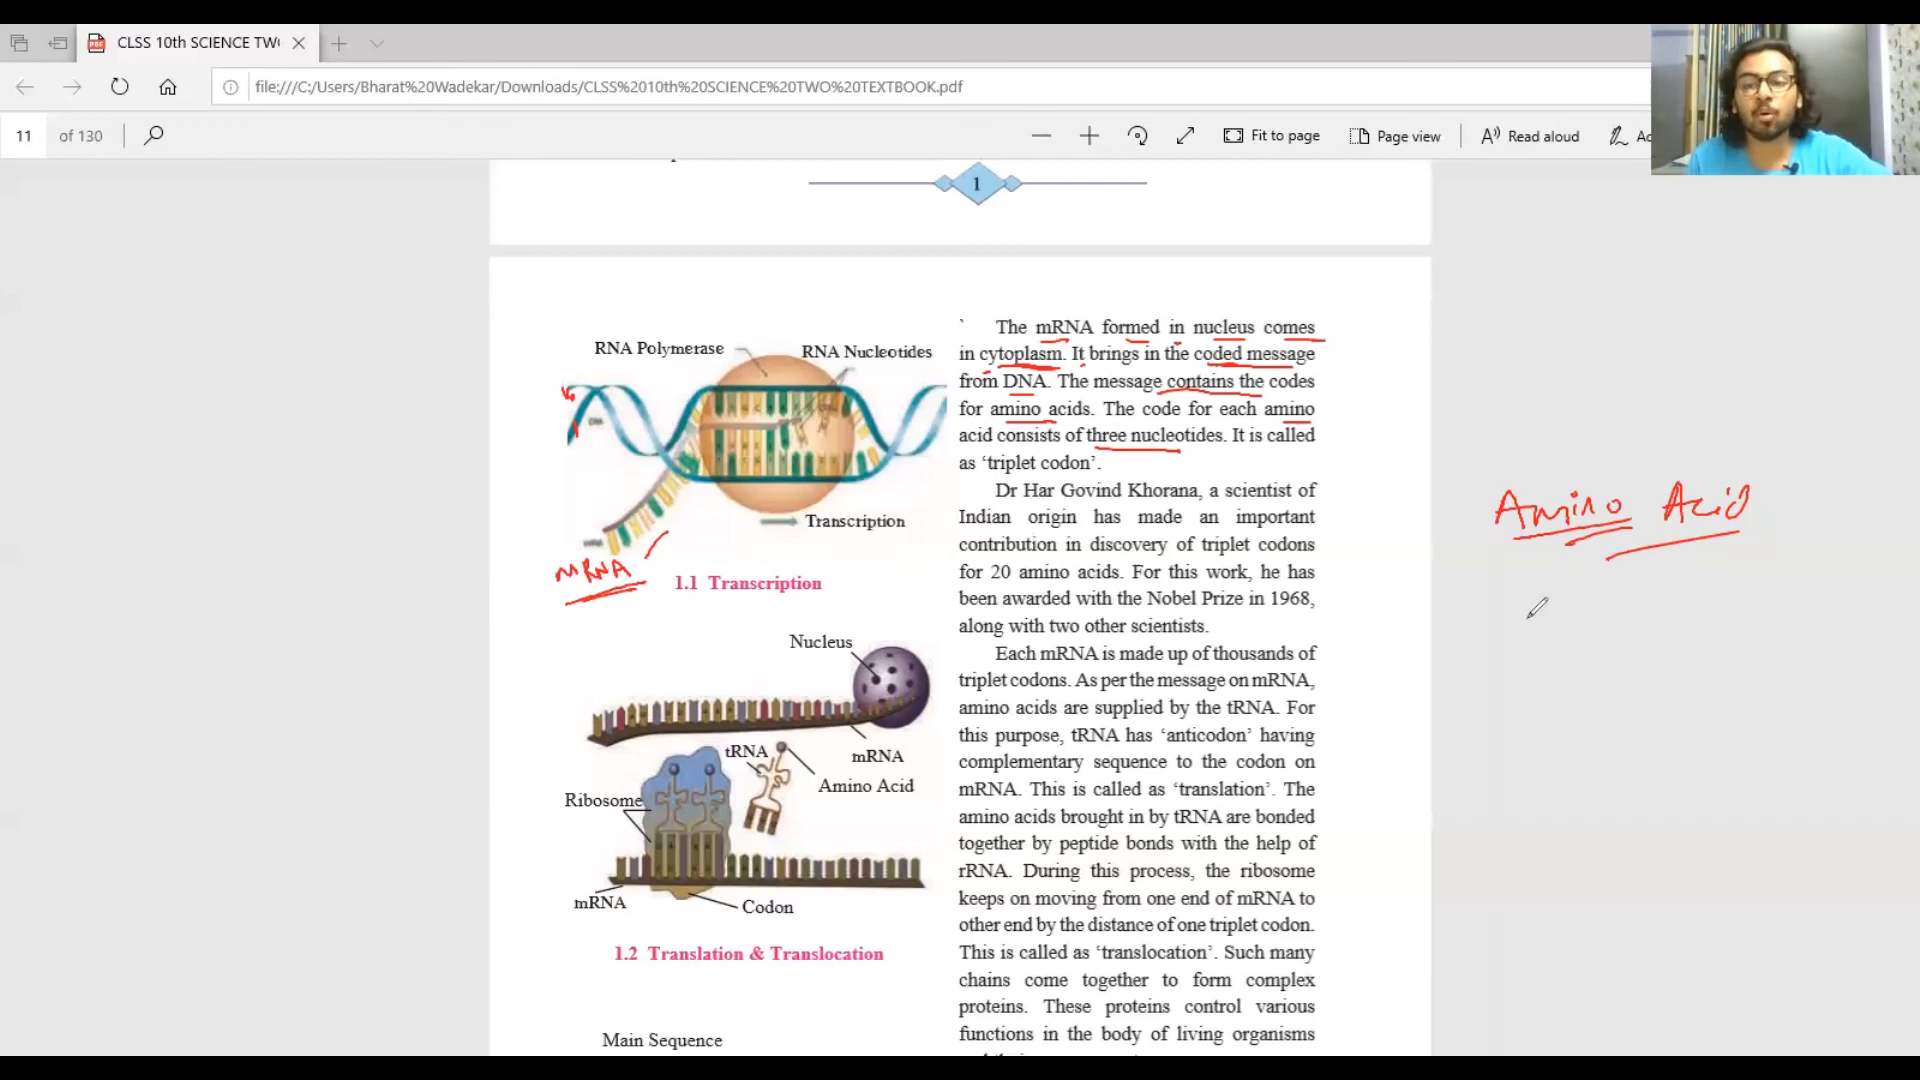 CLSS 10th SCIENCE TW
file:///C:/Users/Bharat%20Wadekar/Downloads/CLSS%2010th%20SCIENCE%20TWO%20TEXTBOOK.pdf
11 of 130
Fit to page
Page view
Read aloud
1
RNA Polymerase
RNA Nucleotides
Transcription
mRNA
1.1 Transcription
Nucleus
mRNA
tRNA
Amino Acid
Ribosome
mRNA
Codon
1.2 Translation & Translocation
Main Sequence
The mRNA formed in nucleus comes
in cytoplasm. It brings in the coded message
from DNA. The message contains the codes
for amino acids. The code for each amino
acid consists of three nucleotides. It is called
as ‘triplet codon’.
Dr Har Govind Khorana, a scientist of
Indian origin has made an important
contribution in discovery of triplet codons
for 20 amino acids. For this work, he has
been awarded with the Nobel Prize in 1968,
along with two other scientists.
Each mRNA is made up of thousands of
triplet codons. As per the message on mRNA,
amino acids are supplied by the tRNA. For
this purpose, tRNA has ‘anticodon’ having
complementary sequence to the codon on
mRNA. This is called as ‘translation’. The
amino acids brought in by tRNA are bonded
together by peptide bonds with the help of
rRNA. During this process, the ribosome
keeps on moving from one end of mRNA to
other end by the distance of one triplet codon.
This is called as ‘translocation’. Such many
chains come together to form complex
proteins. These proteins control various
functions in the body of living organisms
Amino Acid